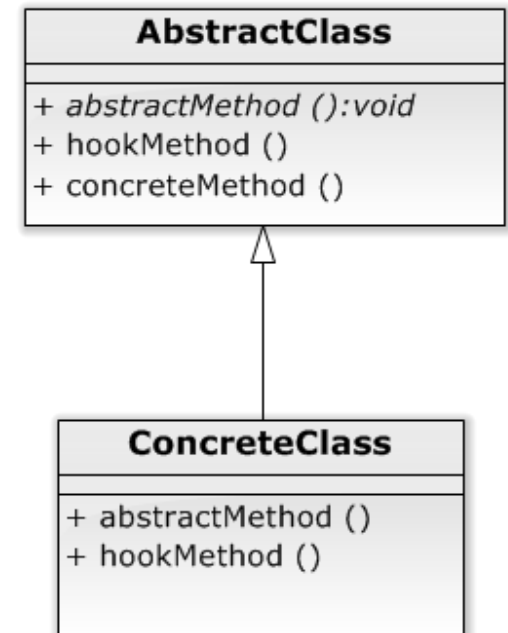 AbstractClass
+ abstractMethod ():void
+ hookMethod ()
+ concreteMethod ()
ConcreteClass
+ abstractMethod ()
+ hookMethod ()